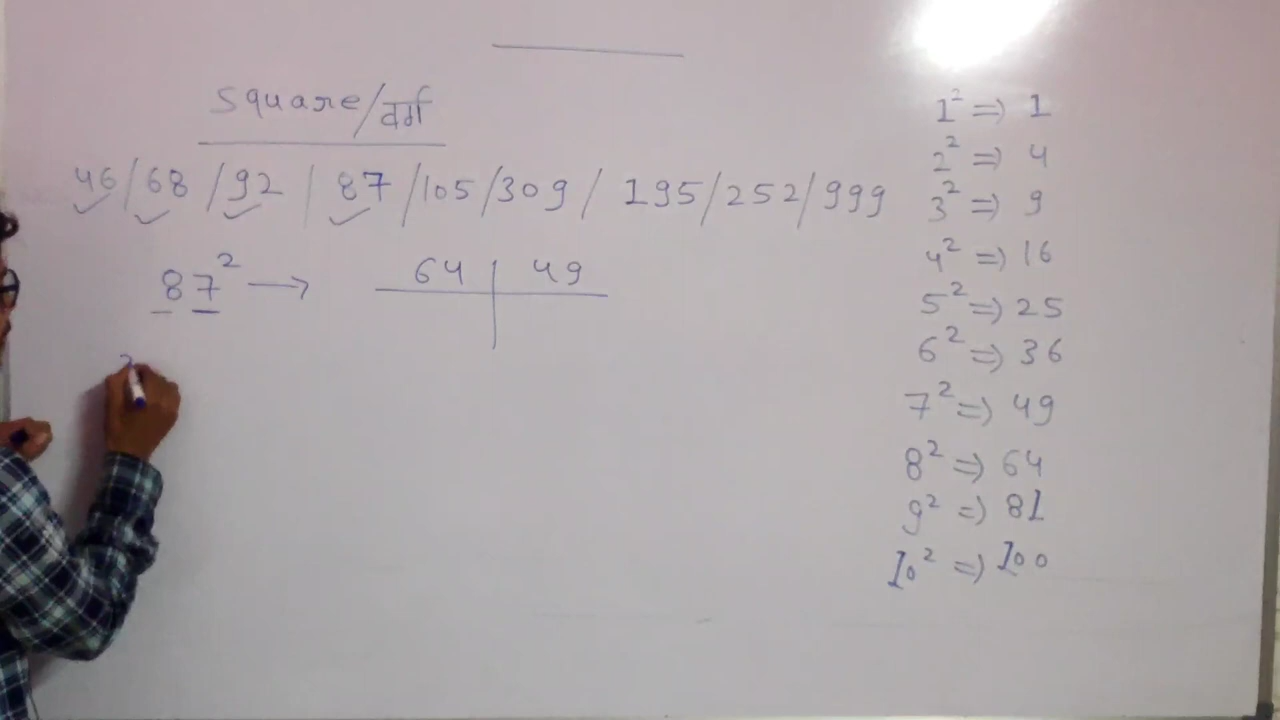 Square/वर्ग
46/68/92/87/105/309/195/252/999
87² → 64 | 49
2
1² ⇒ 1
2² ⇒ 4
3² ⇒ 9
4² ⇒ 16
5² ⇒ 25
6² ⇒ 36
7² ⇒ 49
8² ⇒ 64
9² ⇒ 81
10² ⇒ 100